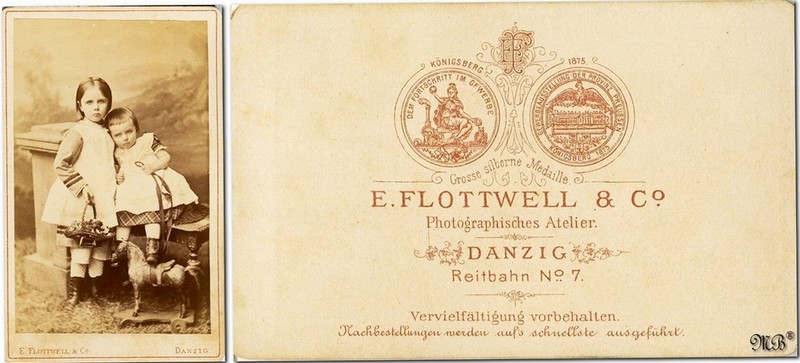 E. FLOTTWELL & Co.
DANZIG
EF
KÖNIGSBERG
1875.
DEM FORTSCHRITT IM GEWERBE
GEWERBEAUSSTELLUNG DER PROVINZ PREUSSEN
KÖNIGSBERG 1875
Grosse silberne Medaille
E. FLOTTWELL & Cº
Photographisches Atelier.
DANZIG
Reitbahn Nº 7.
Vervielfältigung vorbehalten.
Nachbestellungen werden aufs schnellste ausgeführt.
MB®